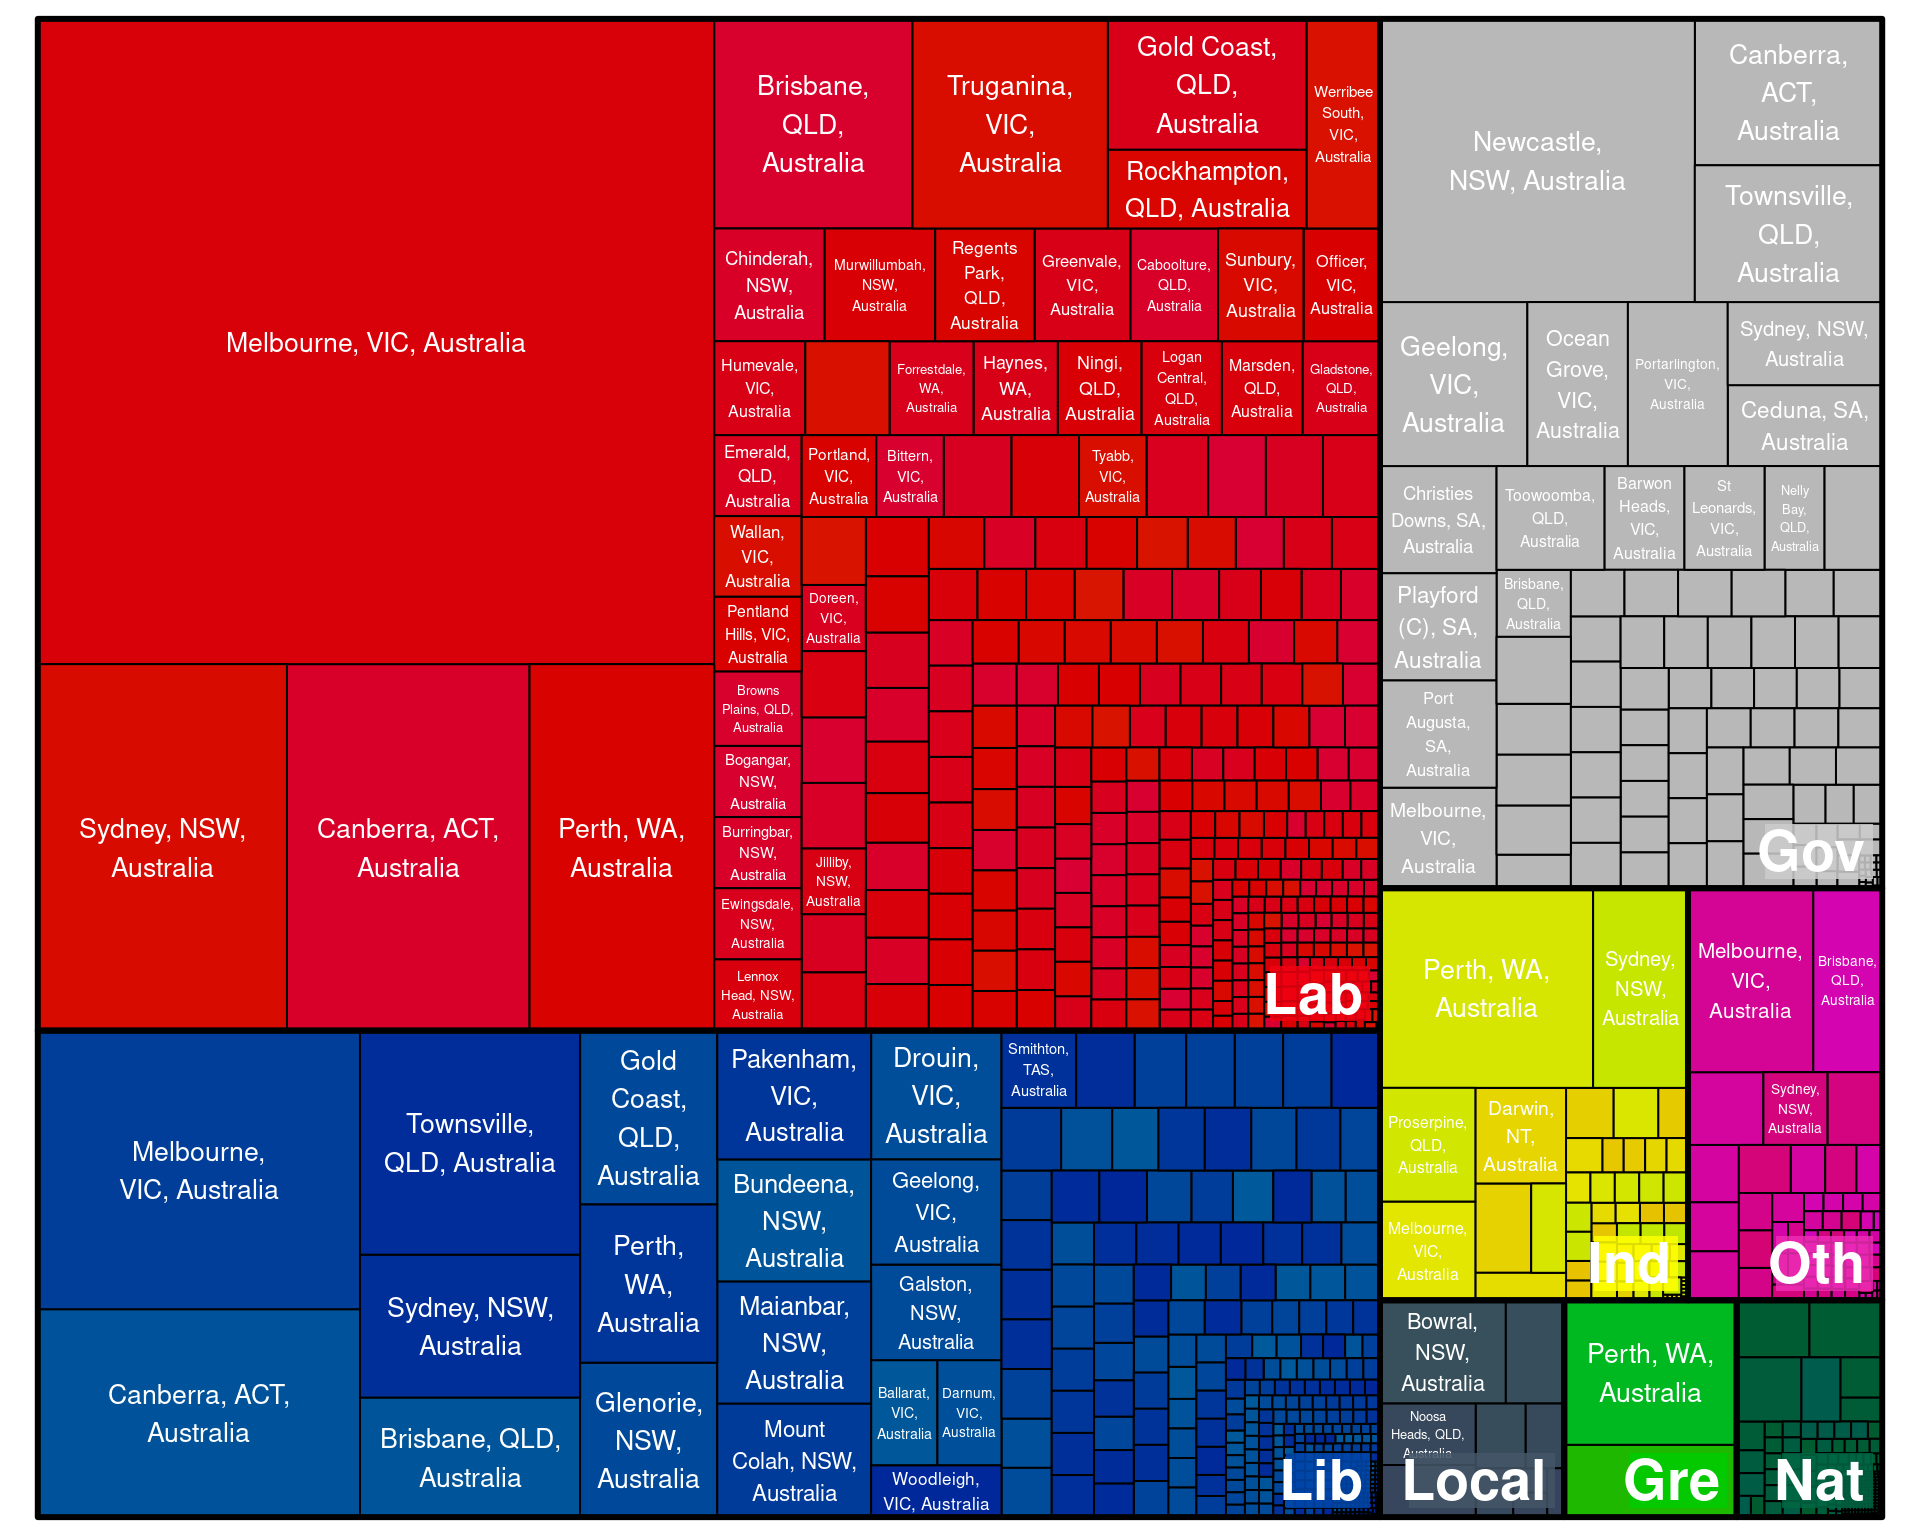 Melbourne, VIC, Australia
Sydney, NSW,
Australia
Canberra, ACT,
Australia
Perth, WA,
Australia
Brisbane,
QLD,
Australia
Truganina,
VIC,
Australia
Gold Coast,
QLD,
Australia
Rockhampton,
QLD, Australia
Werribee
South,
VIC,
Australia
Chinderah,
NSW,
Australia
Murwillumbah,
NSW,
Australia
Regents
Park,
QLD,
Australia
Greenvale,
VIC,
Australia
Caboolture,
QLD,
Australia
Sunbury,
VIC,
Australia
Officer,
VIC,
Australia
Humevale,
VIC,
Australia
Forrestdale,
WA,
Australia
Haynes,
WA,
Australia
Ningi,
QLD,
Australia
Logan
Central,
QLD,
Australia
Marsden,
QLD,
Australia
Gladstone,
QLD,
Australia
Emerald,
QLD,
Australia
Portland,
VIC,
Australia
Bittern,
VIC,
Australia
Tyabb,
VIC,
Australia
Wallan,
VIC,
Australia
Pentland
Hills, VIC,
Australia
Doreen,
VIC,
Australia
Browns
Plains, QLD,
Australia
Bogangar,
NSW,
Australia
Burringbar,
NSW,
Australia
Jilliby,
NSW,
Australia
Ewingsdale,
NSW,
Australia
Lennox
Head, NSW,
Australia
Lab
Newcastle,
NSW, Australia
Canberra,
ACT,
Australia
Townsville,
QLD,
Australia
Geelong,
VIC,
Australia
Ocean
Grove,
VIC,
Australia
Portarlington,
VIC,
Australia
Sydney, NSW,
Australia
Ceduna, SA,
Australia
Christies
Downs, SA,
Australia
Toowoomba,
QLD,
Australia
Barwon
Heads,
VIC,
Australia
St
Leonards,
VIC,
Australia
Nelly
Bay,
QLD,
Australia
Playford
(C), SA,
Australia
Brisbane,
QLD,
Australia
Port
Augusta,
SA,
Australia
Melbourne,
VIC,
Australia
Gov
Melbourne,
VIC, Australia
Canberra, ACT,
Australia
Townsville,
QLD, Australia
Sydney, NSW,
Australia
Brisbane, QLD,
Australia
Gold
Coast,
QLD,
Australia
Perth,
WA,
Australia
Glenorie,
NSW,
Australia
Pakenham,
VIC,
Australia
Bundeena,
NSW,
Australia
Maianbar,
NSW,
Australia
Mount
Colah, NSW,
Australia
Drouin,
VIC,
Australia
Geelong,
VIC,
Australia
Galston,
NSW,
Australia
Ballarat,
VIC,
Australia
Darnum,
VIC,
Australia
Woodleigh,
VIC, Australia
Smithton,
TAS,
Australia
Lib
Perth, WA,
Australia
Sydney,
NSW,
Australia
Proserpine,
QLD,
Australia
Darwin,
NT,
Australia
Melbourne,
VIC,
Australia
Ind
Melbourne,
VIC,
Australia
Brisbane,
QLD,
Australia
Sydney,
NSW,
Australia
Oth
Bowral,
NSW,
Australia
Noosa
Heads, QLD,
Australia
Local
Perth, WA,
Australia
Gre
Nat